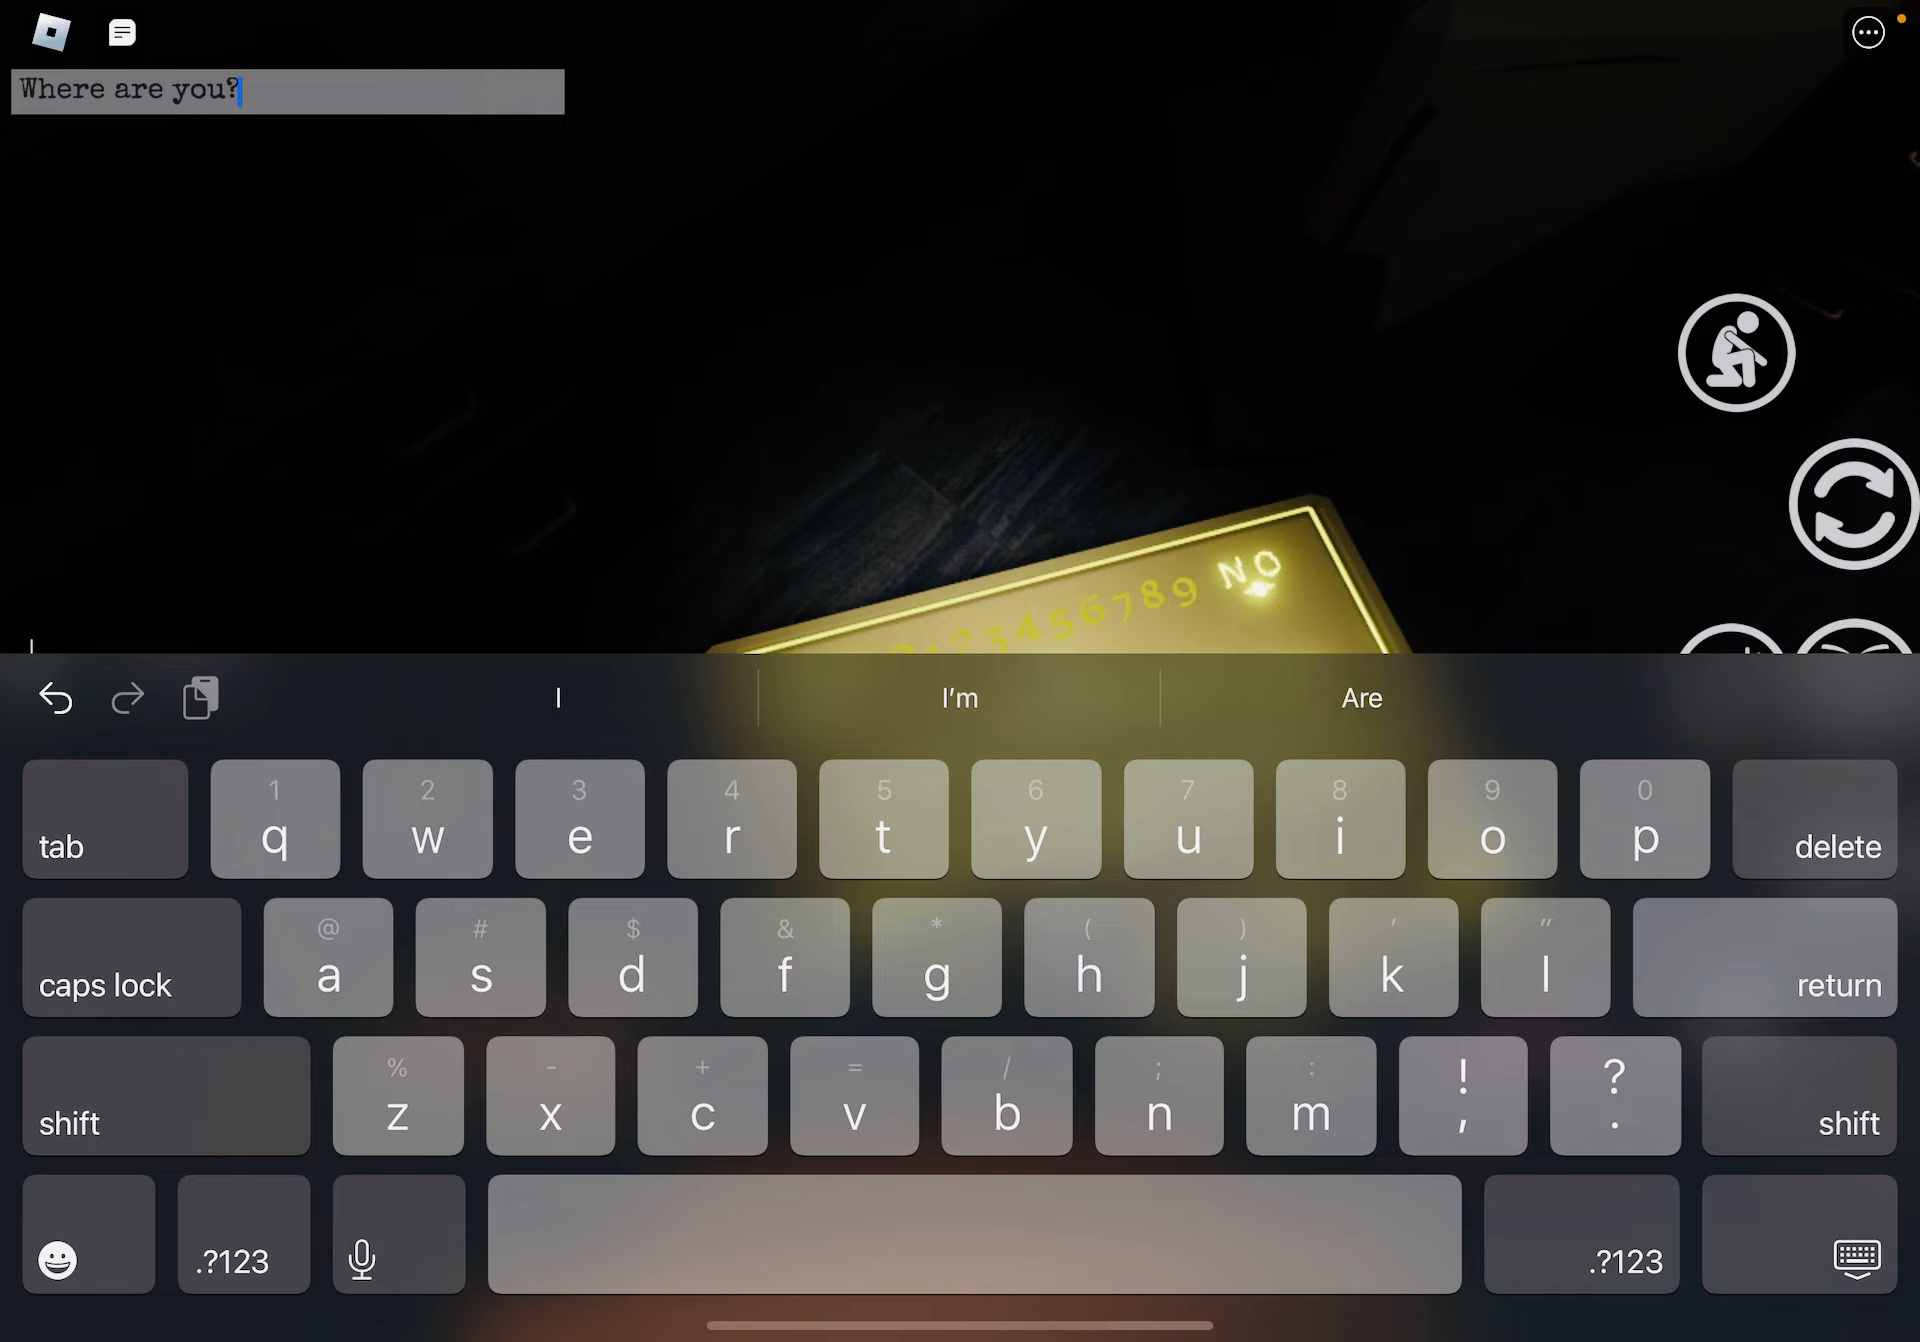 Where are you?
NO
123456789
I
I'm
Are
1 2 3 4 5 6 7 8 9 0
tab q w e r t y u i o p delete
@ # $ & * ( ) ' "
caps lock a s d f g h j k l return
% - + = / ; : ! ?
shift z x c v b n m , . shift
.?123 .?123